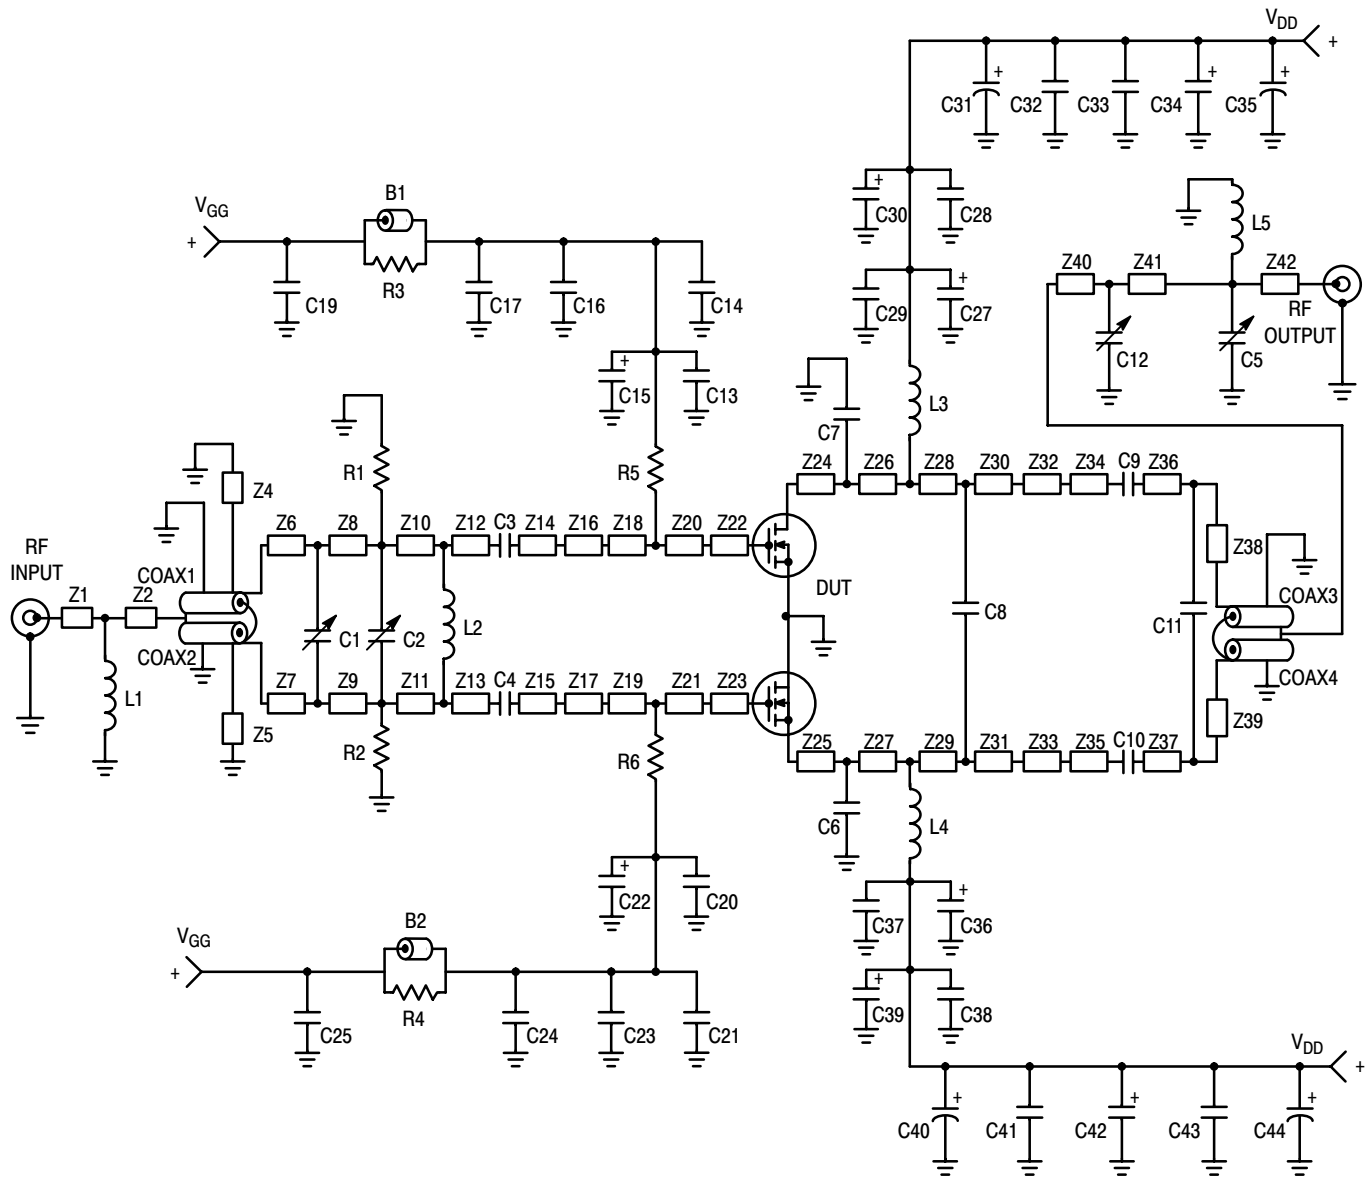 VDD
+
+ + +
C31 C32 C33 C34 C35
+
C30 C28
B1
VGG
+
L5
R3
C19 C17 C16 C14
+
C29 C27
Z40 Z41 Z42
RF
OUTPUT
C12 C5
+
C15 C13
L3
C7
R1 R5
Z4
Z24 Z26 Z28 Z30 Z32 Z34 C9 Z36
Z6 Z8 Z10 Z12 C3 Z14 Z16 Z18 Z20 Z22
Z38
RF
INPUT
COAX1
DUT
COAX3
Z1 Z2
C1 C2 L2
C8 C11
COAX2
COAX4
L1
Z7 Z9 Z11 Z13 C4 Z15 Z17 Z19 Z21 Z23
Z5
Z39
R2 R6
Z25 Z27 Z29 Z31 Z33 Z35 C10 Z37
C6 L4
+
C22 C20
+
C37 C36
B2
VGG
+
R4
+
C39 C38
C25 C24 C23 C21
VDD
+
+ + +
C40 C41 C42 C43 C44